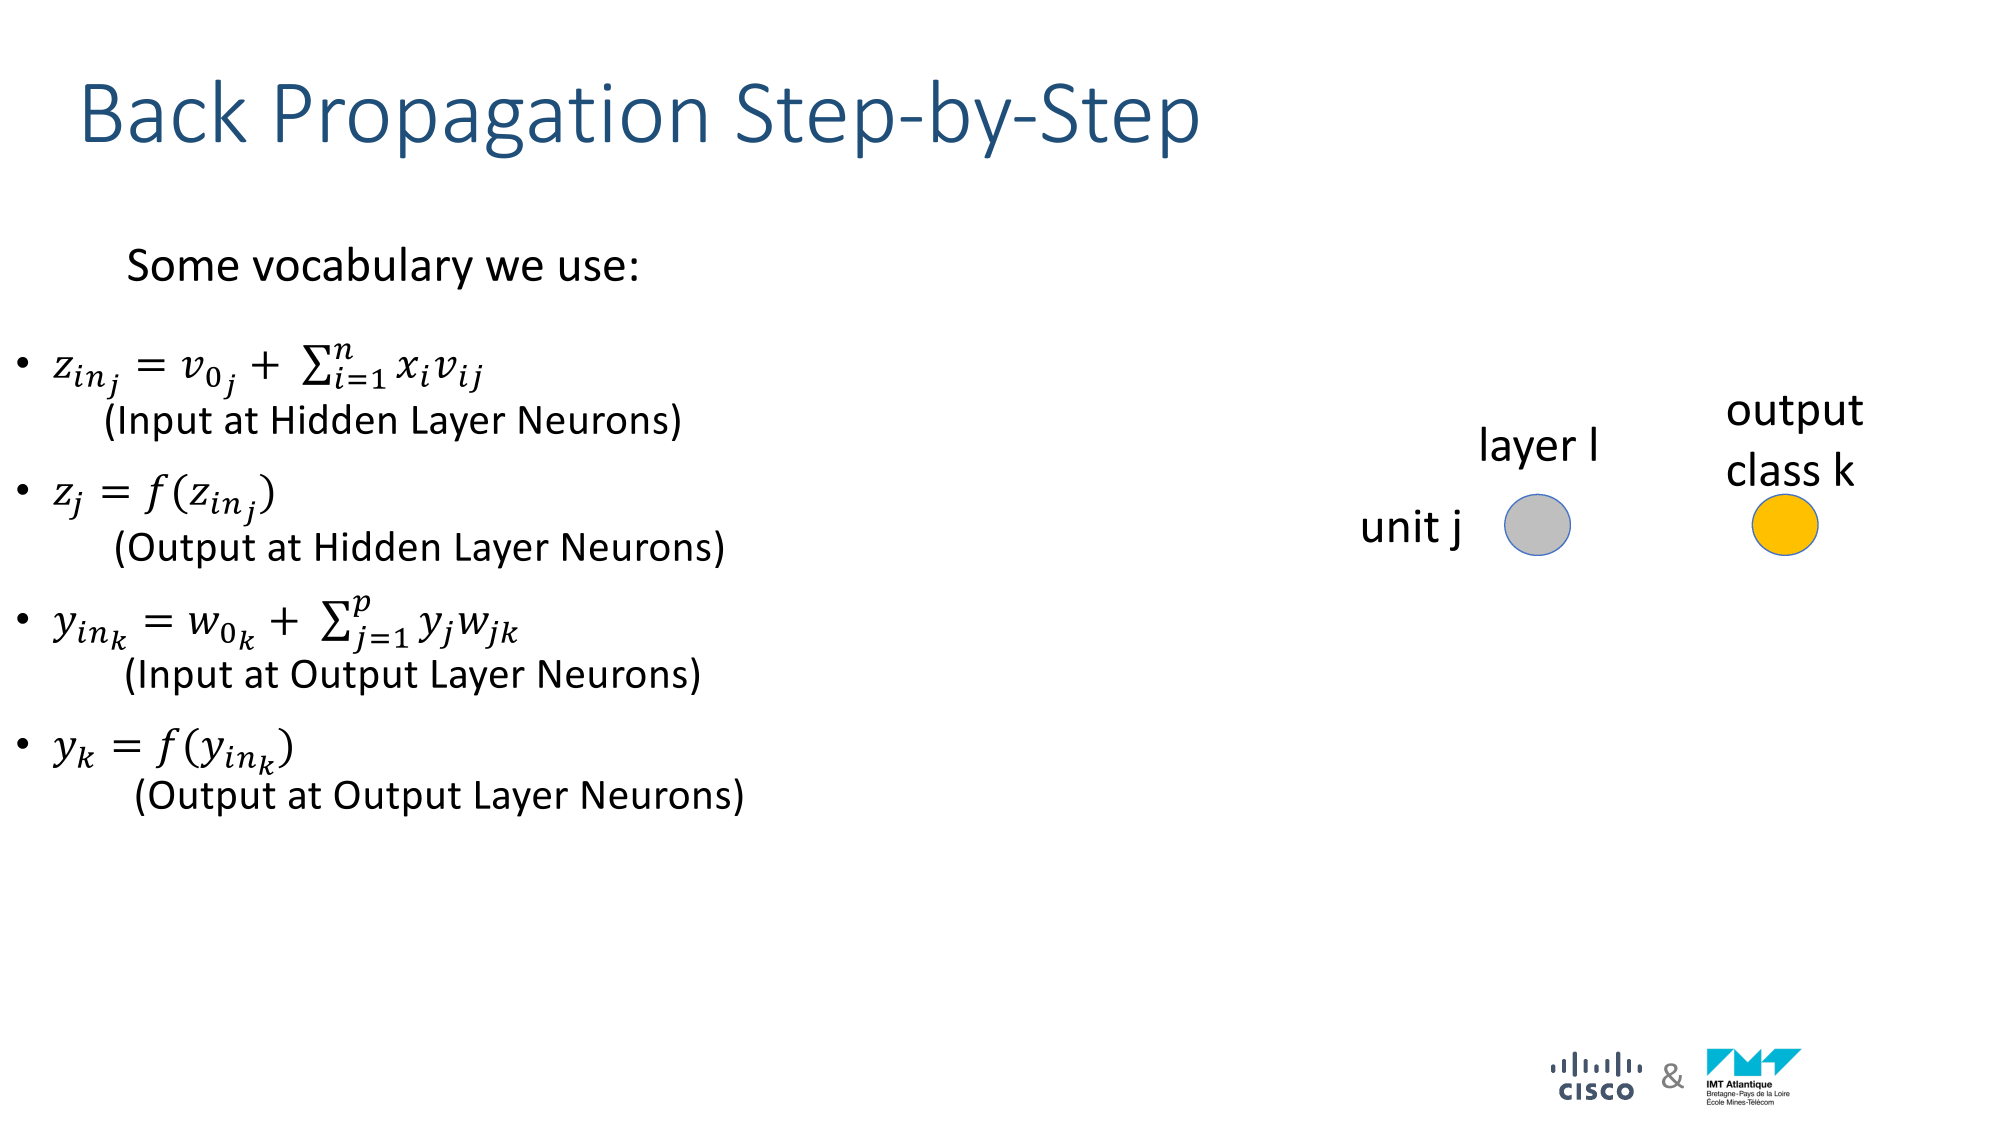 Back Propagation Step-by-Step
Some vocabulary we use:
• z_{in_j} = v_{0_j} + ∑_{i=1}^{n} x_i v_{ij}
(Input at Hidden Layer Neurons)
• z_j = f(z_{in_j})
(Output at Hidden Layer Neurons)
• y_{in_k} = w_{0_k} + ∑_{j=1}^{p} y_j w_{jk}
(Input at Output Layer Neurons)
• y_k = f(y_{in_k})
(Output at Output Layer Neurons)
layer l
output
class k
unit j
CISCO
&
IMT Atlantique
Bretagne-Pays de la Loire
École Mines-Télécom